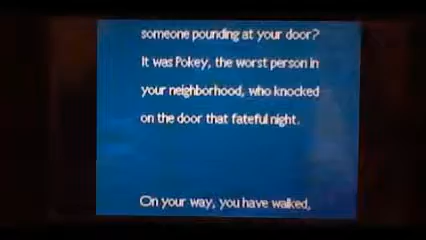 someone pounding at your door?
It was Pokey, the worst person in
your neighborhood, who knocked
on the door that fateful night.
On your way, you have walked,